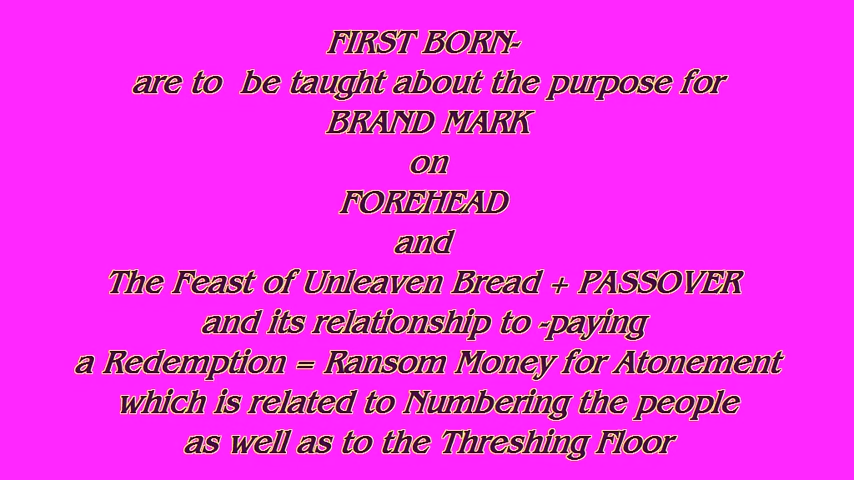 FIRST BORN-
are to  be taught about the purpose for
BRAND MARK
on
FOREHEAD
and
The Feast of Unleaven Bread + PASSOVER
and its relationship to -paying
a Redemption = Ransom Money for Atonement
which is related to Numbering the people
as well as to the Threshing Floor